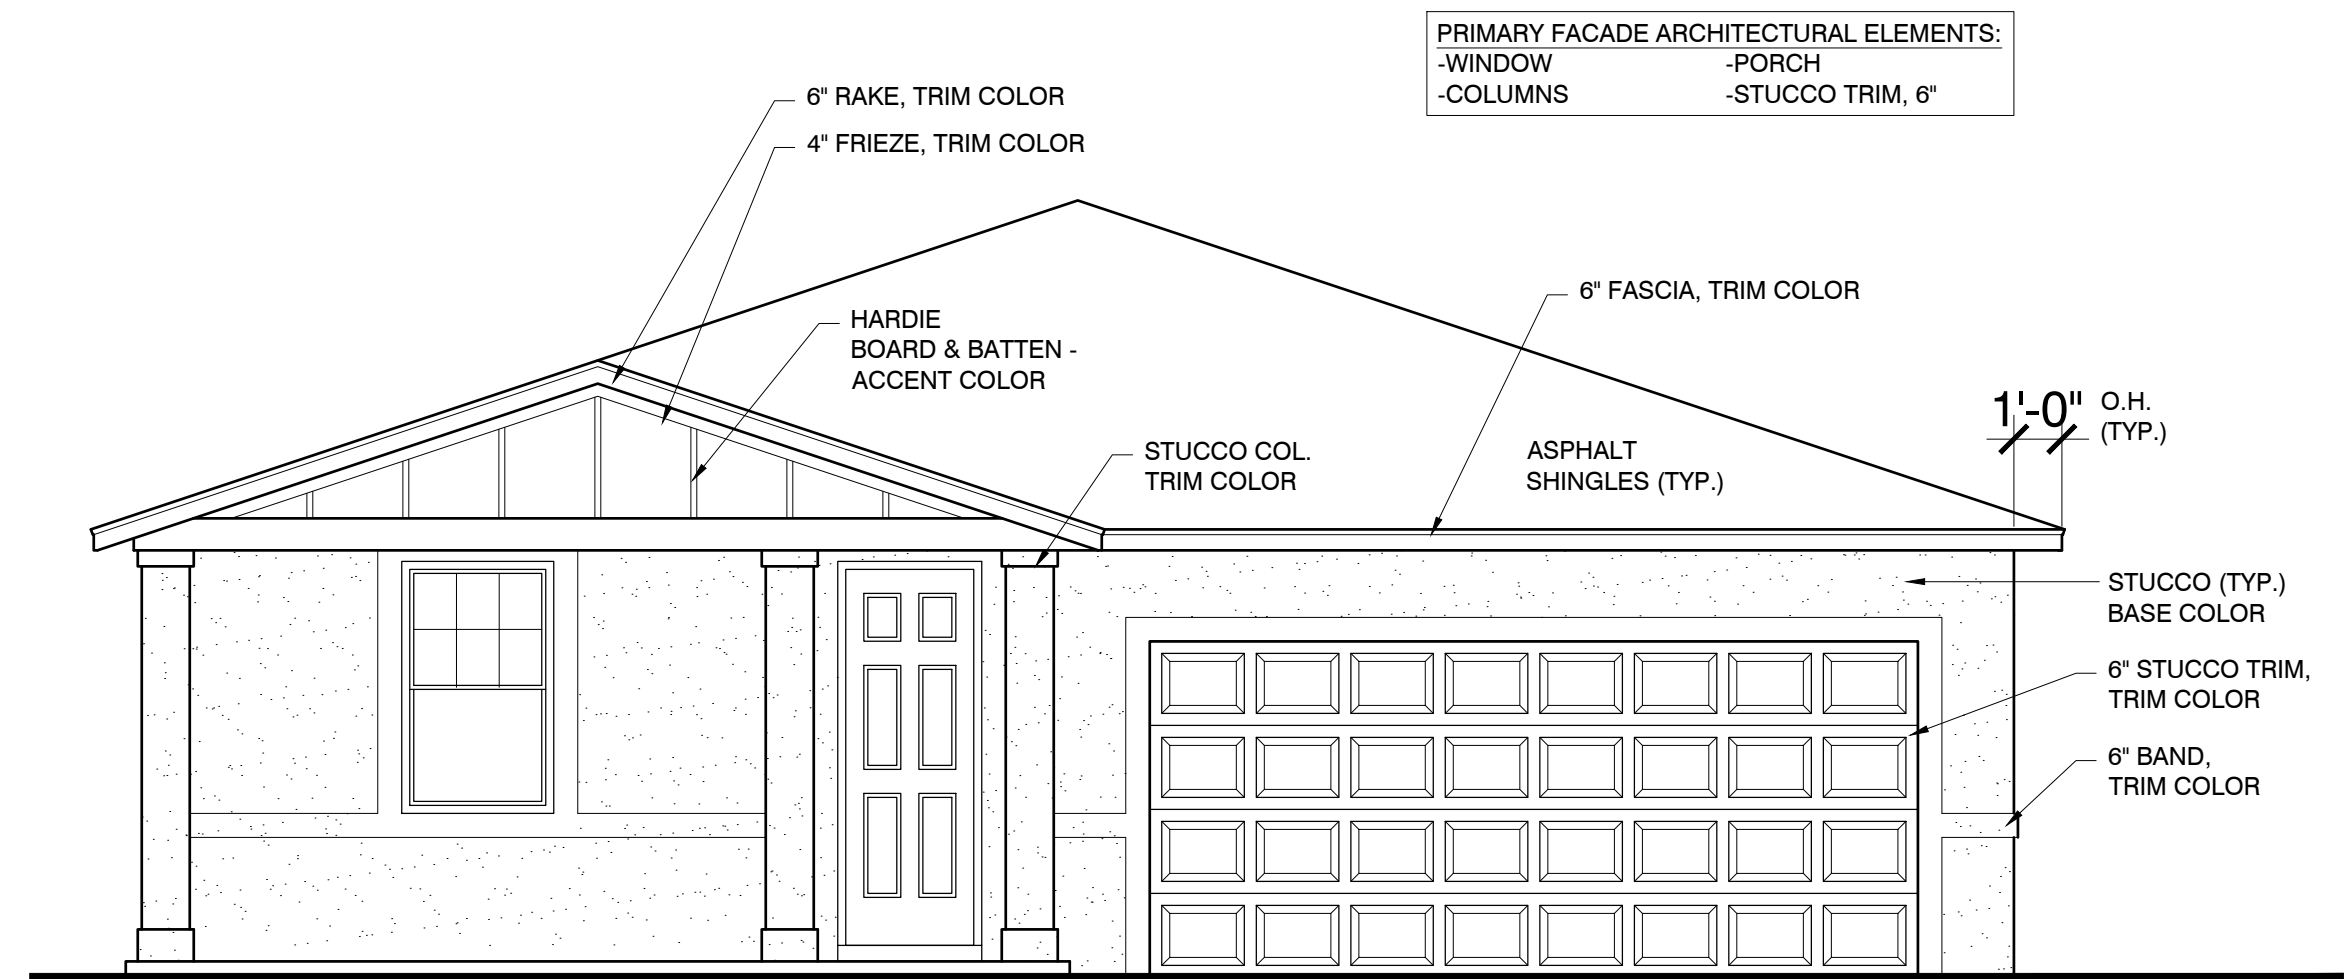 PRIMARY FACADE ARCHITECTURAL ELEMENTS:
-WINDOW -PORCH
-COLUMNS -STUCCO TRIM, 6"
6" RAKE, TRIM COLOR
4" FRIEZE, TRIM COLOR
6" FASCIA, TRIM COLOR
HARDIE
BOARD & BATTEN -
ACCENT COLOR
1'-0" O.H.
(TYP.)
STUCCO COL.
TRIM COLOR
ASPHALT
SHINGLES (TYP.)
STUCCO (TYP.)
BASE COLOR
6" STUCCO TRIM,
TRIM COLOR
6" BAND,
TRIM COLOR